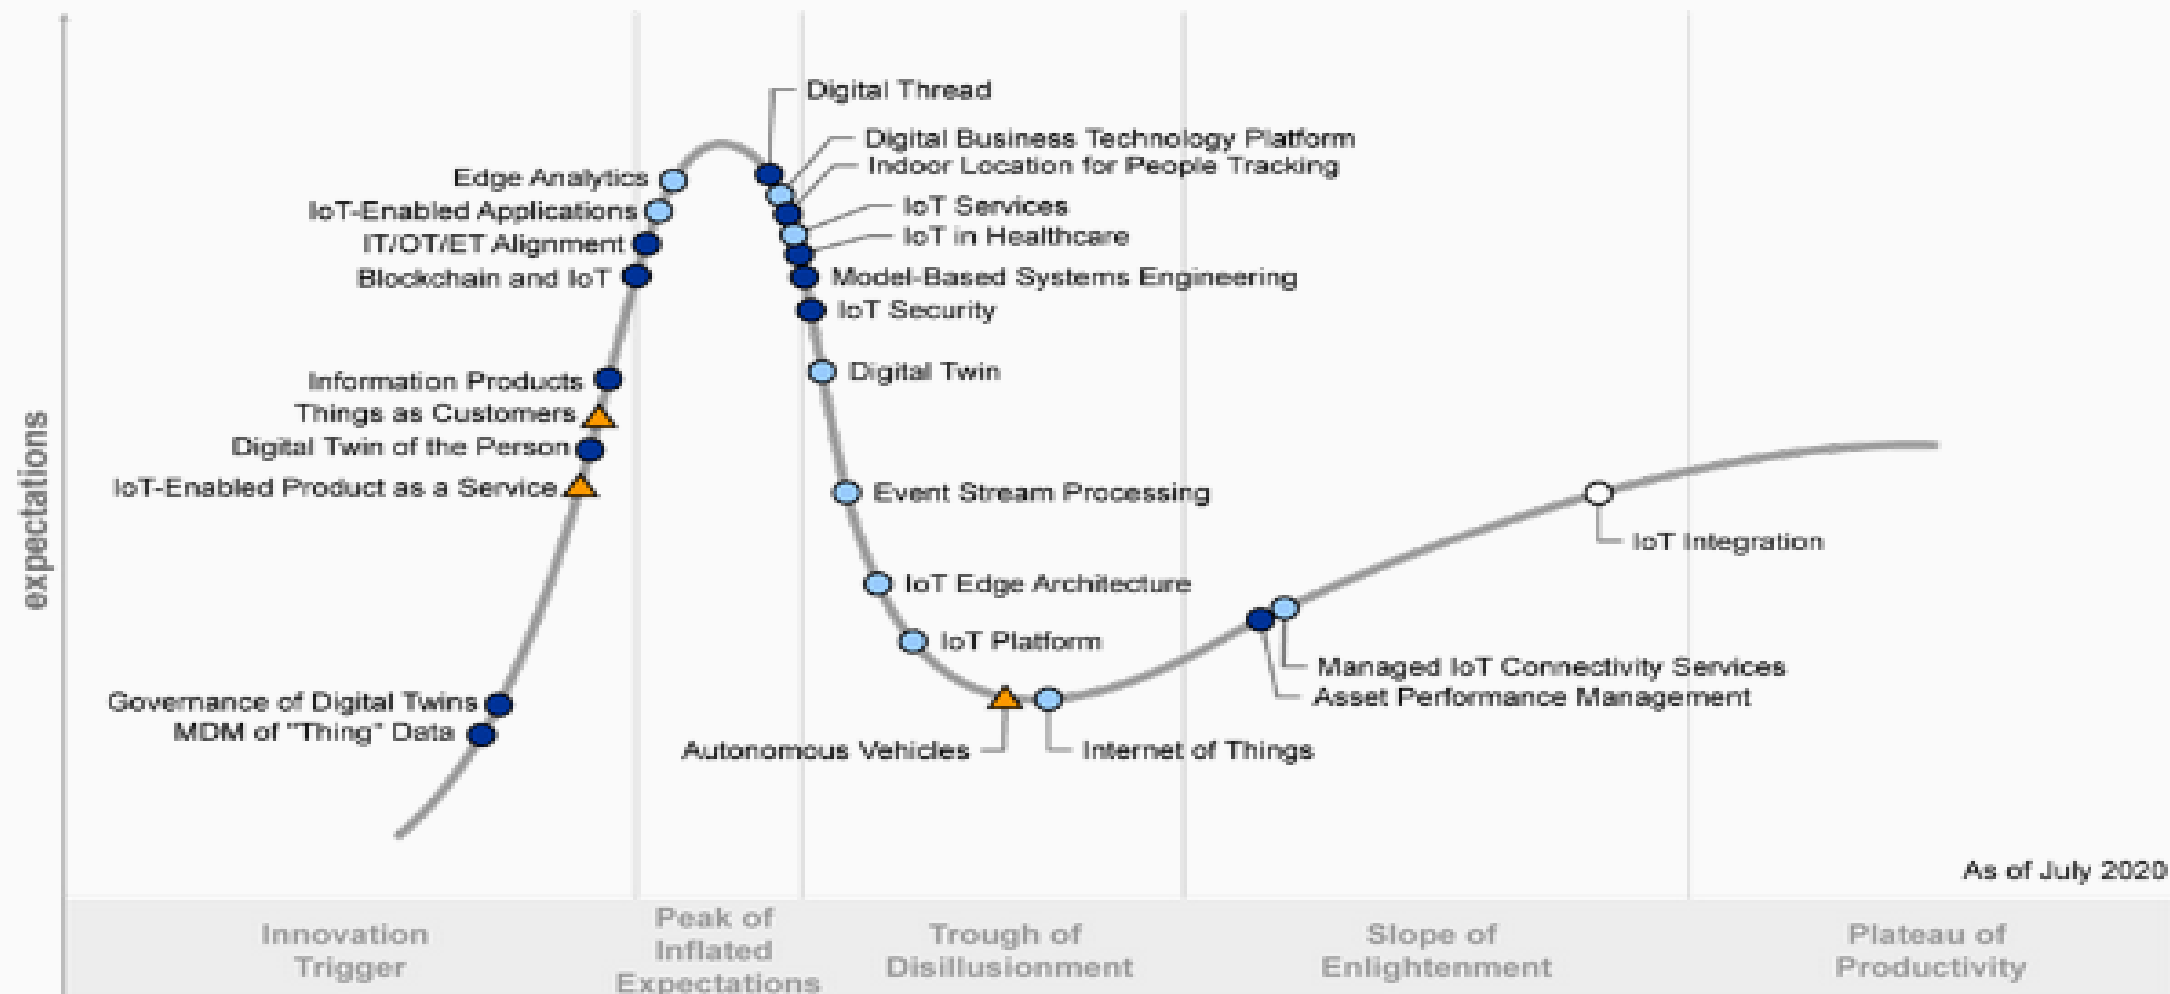 Digital Thread
Digital Business Technology Platform
Indoor Location for People Tracking
Edge Analytics
IoT Services
IoT-Enabled Applications
IoT in Healthcare
IT/OT/ET Alignment
Blockchain and IoT
Model-Based Systems Engineering
IoT Security
Digital Twin
Information Products
Things as Customers
Digital Twin of the Person
IoT-Enabled Product as a Service
Event Stream Processing
expectations
IoT Integration
IoT Edge Architecture
IoT Platform
Managed IoT Connectivity Services
Asset Performance Management
Governance of Digital Twins
MDM of "Thing" Data
Autonomous Vehicles
Internet of Things
As of July 2020
Innovation
Trigger
Peak of
Inflated
Expectations
Trough of
Disillusionment
Slope of
Enlightenment
Plateau of
Productivity